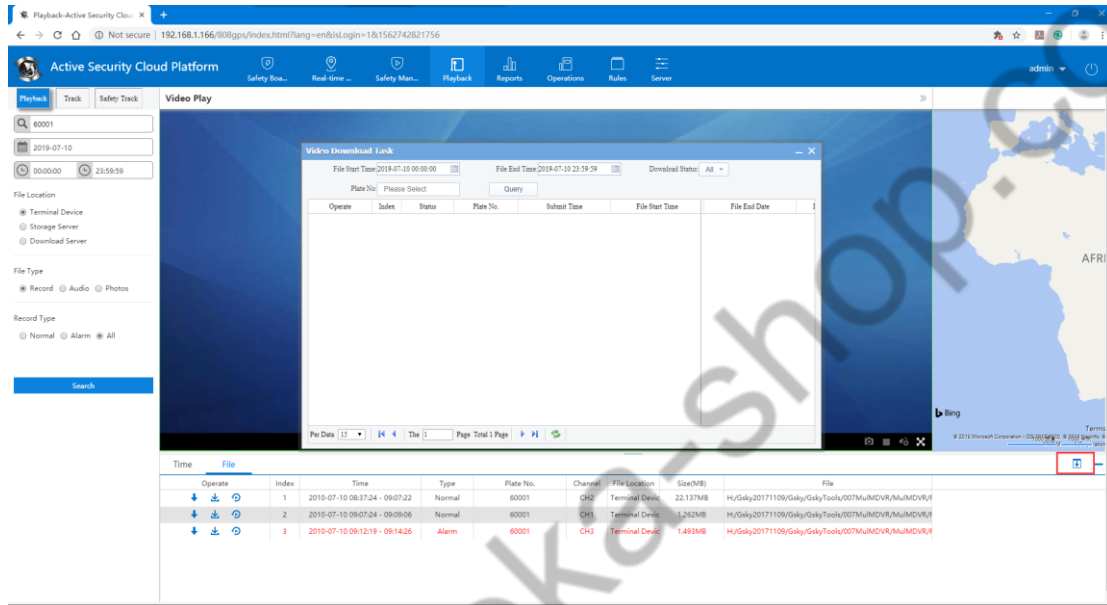 Playback-Active Security Clou
Not secure | 192.168.1.166/808gps/index.html?lang=en&isLogin=1&1562742821756
Active Security Cloud Platform
Safety Boa... Real-time ... Safety Man... Playback Reports Operations Rules Server
admin
Playback Track Safety Track
Video Play
60001
2019-07-10
00:00:00 23:59:59
File Location
Terminal Device
Storage Server
Download Server
File Type
Record Audio Photos
Record Type
Normal Alarm All
Search
Video Download Task
File Start Time 2019-07-10 00:00:00 File End Time 2019-07-10 23:59:59 Download Status: All
Plate No: Please Select Query
Operate Index Status Plate No. Submit Time File Start Time File End Date
Per Data 15 The 1 Page Total 1 Page
AFRI
Bing
Terms
© 2019 Microsoft Corporation
Time File
Operate Index Time Type Plate No. Channel File Location Size(MB) File
1 2010-07-10 08:37:24 - 09:07:22 Normal 60001 CH2 Terminal Devic 22.137MB H:/Gsky20171109/Gsky/GskyTools/007MulMDVR/MulMDVR/F
2 2010-07-10 09:07:24 - 09:09:06 Normal 60001 CH1 Terminal Devic 1.262MB H:/Gsky20171109/Gsky/GskyTools/007MulMDVR/MulMDVR/F
3 2010-07-10 09:12:19 - 09:14:26 Alarm 60001 CH3 Terminal Devic 1.493MB H:/Gsky20171109/Gsky/GskyTools/007MulMDVR/MulMDVR/F
ka-shop.co